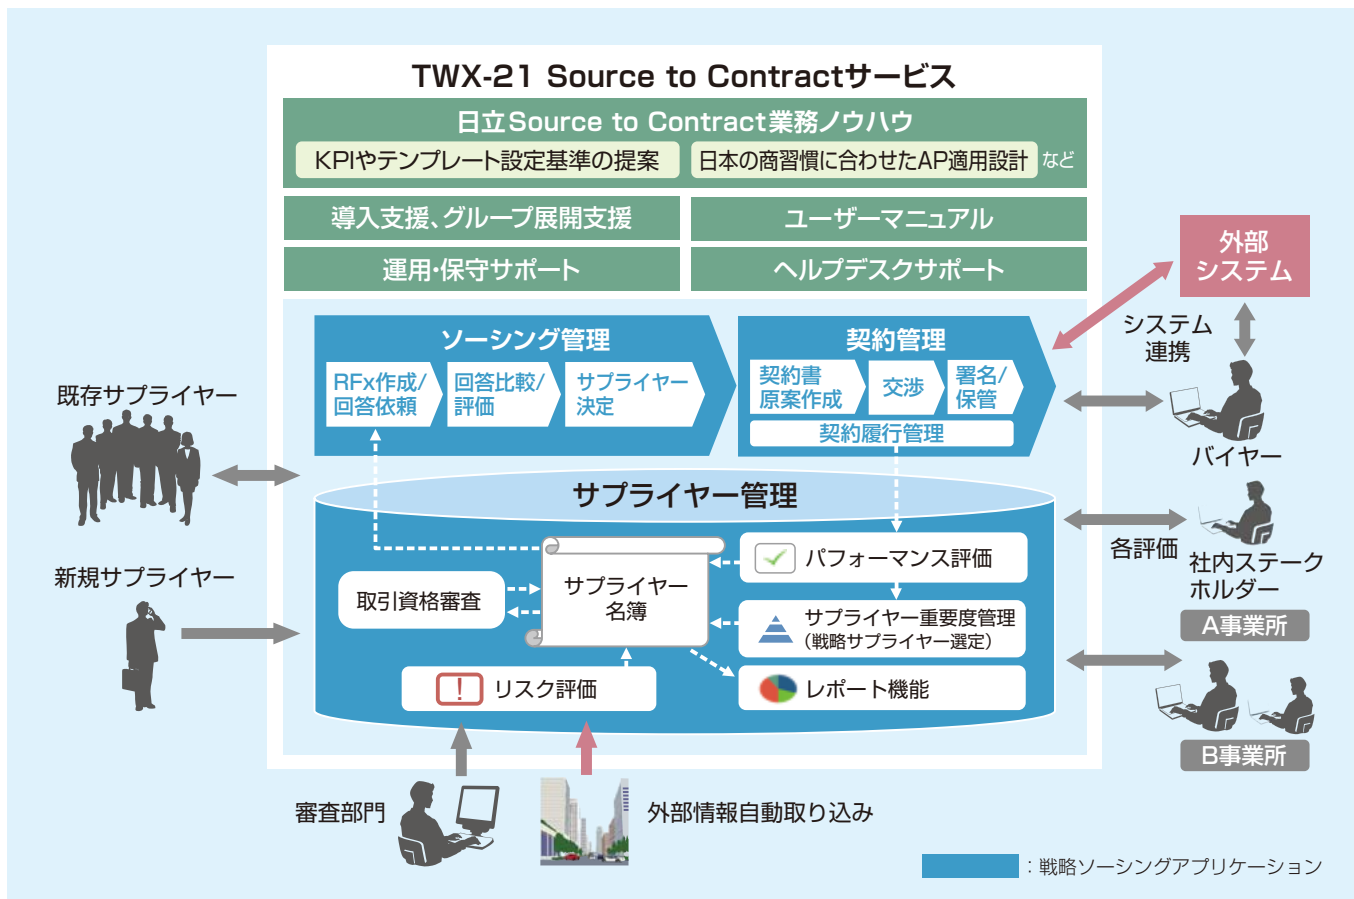 TWX-21 Source to Contractサービス
日立Source to Contract業務ノウハウ
KPIやテンプレート設定基準の提案
日本の商習慣に合わせたAP適用設計 など
導入支援、グループ展開支援
ユーザーマニュアル
運用・保守サポート
ヘルプデスクサポート
外部
システム
システム
連携
ソーシング管理
RFx作成/
回答依頼
回答比較/
評価
サプライヤー
決定
契約管理
契約書
原案作成
交渉
署名/
保管
契約履行管理
既存サプライヤー
バイヤー
サプライヤー管理
パフォーマンス評価
サプライヤー
名簿
取引資格審査
サプライヤー重要度管理
(戦略サプライヤー選定)
リスク評価
レポート機能
新規サプライヤー
各評価
社内ステーク
ホルダー
A事業所
B事業所
審査部門
外部情報自動取り込み
:戦略ソーシングアプリケーション